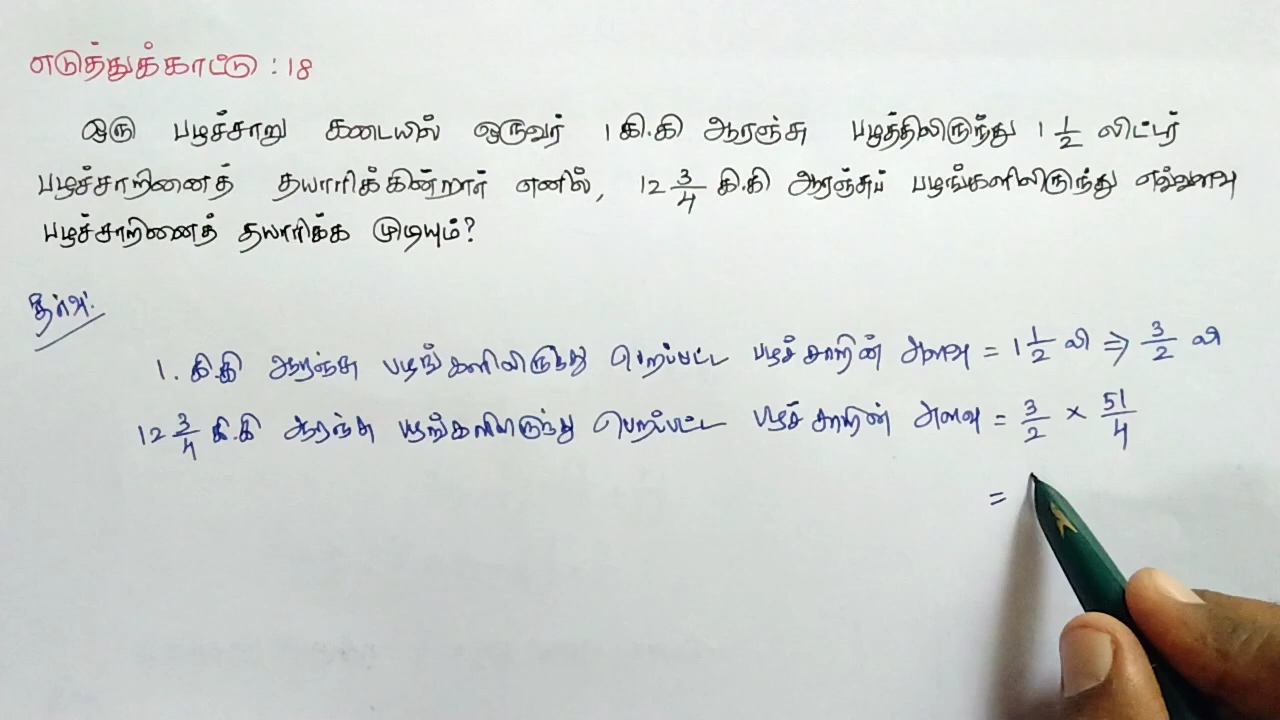 எடுத்துக்காட்டு : 18
ஒரு பழச்சாறு கடையில் ஒருவர் 1 கி.கி ஆரஞ்சு பழத்திலிருந்து 1 1/2 லிட்டர்
பழச்சாறினைத் தயாரிக்கின்றார் எனில், 12 3/4 கி.கி ஆரஞ்சுப் பழங்களிலிருந்து எவ்வளவு
பழச்சாறினைத் தயாரிக்க முடியும்?
தீர்வு:
1. கி.கி ஆரஞ்சு பழங்களிலிருந்து பெறப்பட்ட பழச் சாறின் அளவு = 1 1/2 லி ⇒ 3/2 லி
12 3/4 கி.கி ஆரஞ்சு பழங்களிலிருந்து பெறப்பட்ட பழச் சாறின் அளவு = 3/2 × 51/4
=